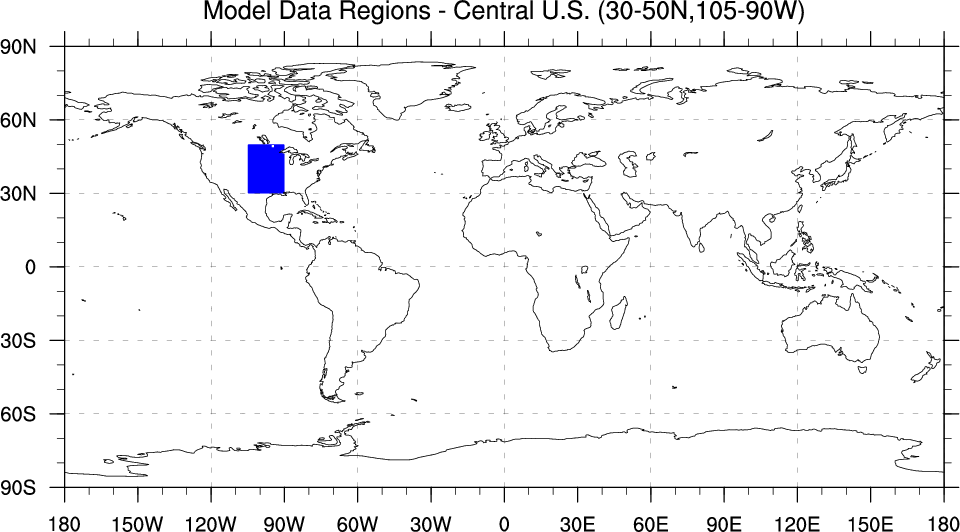 Model Data Regions - Central U.S. (30-50N,105-90W)
90N
60N
30N
0
30S
60S
90S
180 150W 120W 90W 60W 30W 0 30E 60E 90E 120E 150E 180